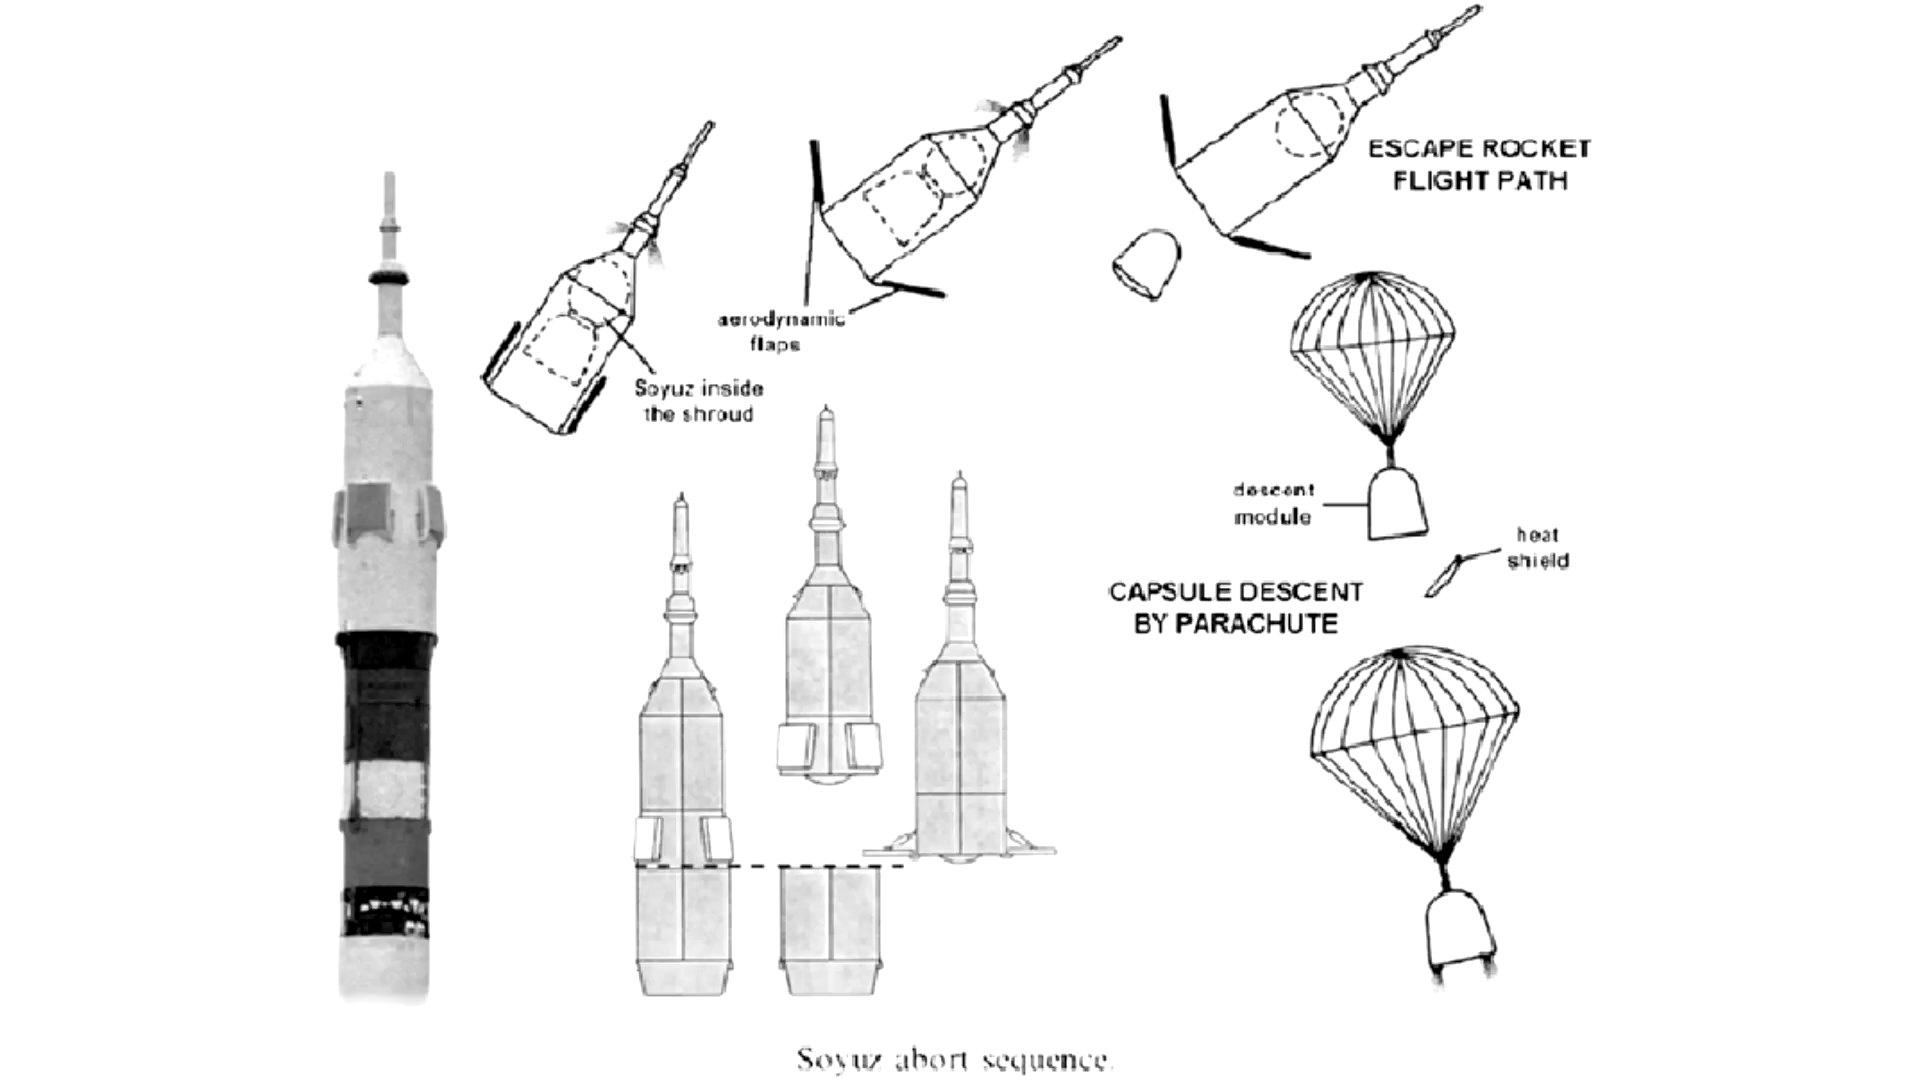 ESCAPE ROCKET
FLIGHT PATH
aerodynamic
flaps
Soyuz inside
the shroud
descent
module
heat
shield
CAPSULE DESCENT
BY PARACHUTE
Soyuz abort sequence.